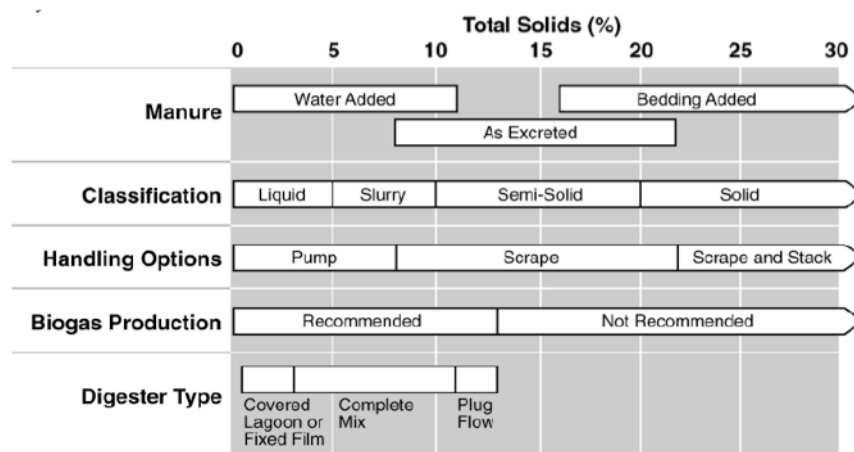 Total Solids (%)
0 5 10 15 20 25 30
Manure
Water Added
Bedding Added
As Excreted
Classification
Liquid
Slurry
Semi-Solid
Solid
Handling Options
Pump
Scrape
Scrape and Stack
Biogas Production
Recommended
Not Recommended
Digester Type
Covered
Lagoon or
Fixed Film
Complete
Mix
Plug
Flow